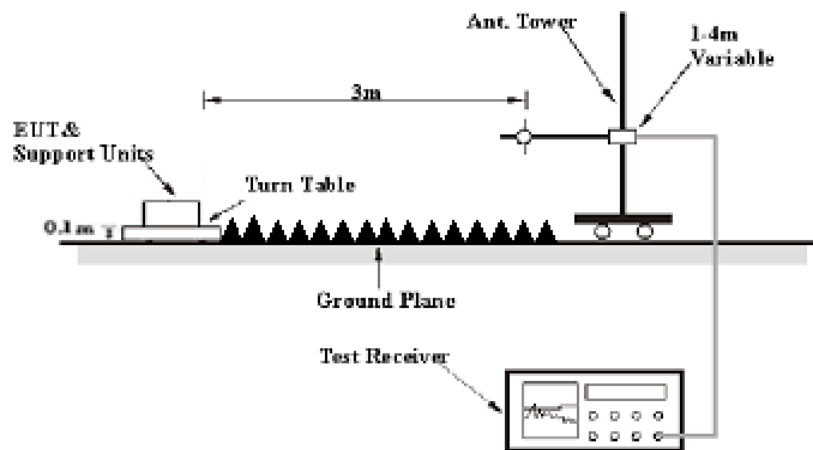 Ant. Tower
1-4m
Variable
3m
EUT&
Support Units
Turn Table
0.1m
Ground Plane
Test Receiver